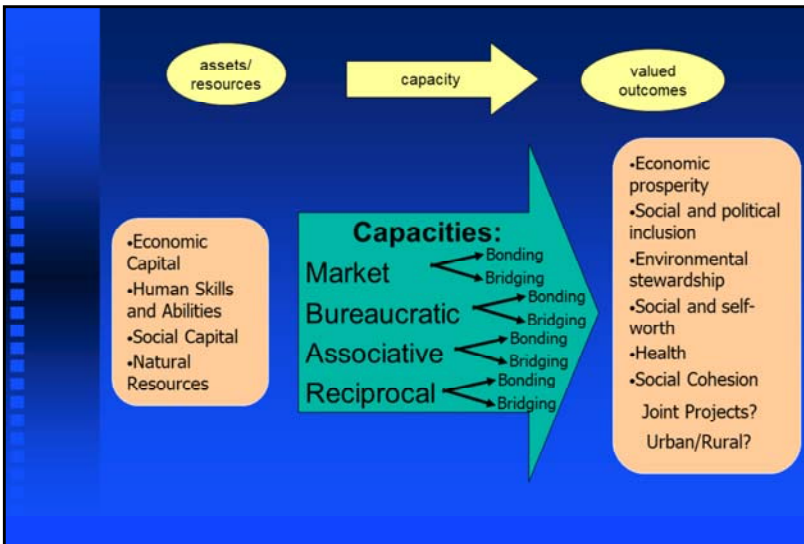 assets/
resources
capacity
valued
outcomes
•Economic
Capital
•Human Skills
and Abilities
•Social Capital
•Natural
Resources
Capacities:
Market
Bonding
Bridging
Bureaucratic
Bonding
Bridging
Associative
Bonding
Bridging
Reciprocal
Bonding
Bridging
•Economic
prosperity
•Social and political
inclusion
•Environmental
stewardship
•Social and self-
worth
•Health
•Social Cohesion
Joint Projects?
Urban/Rural?